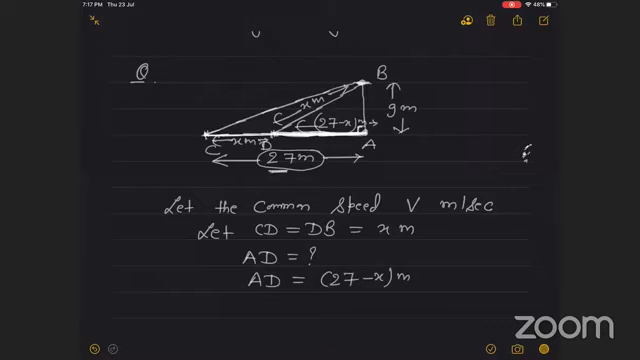 7:17 PM Thu 23 Jul
48%
Q.
B
x m
9 m
(27-x) m
x m
C
D
A
27m
Let the Common Speed V m/sec
Let CD = DB = x m
AD = ?
AD = (27-x) m
zoom